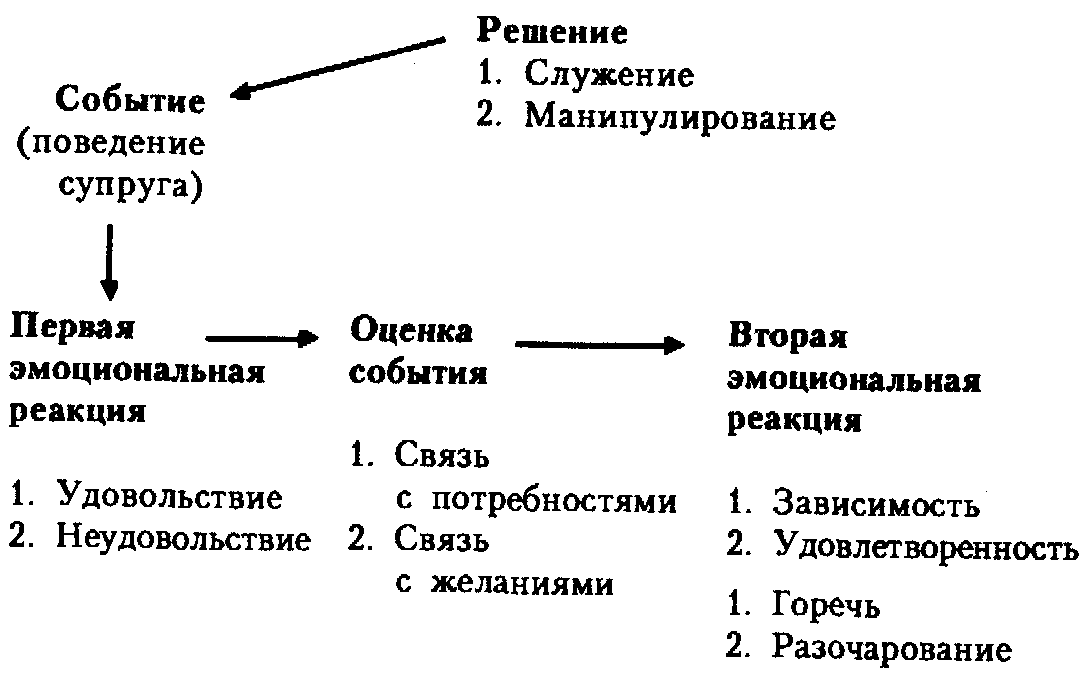 Решение
1. Служение
2. Манипулирование
Событие
(поведение
супруга)
Первая
эмоциональная
реакция
1. Удовольствие
2. Неудовольствие
Оценка
события
1. Связь
с потребностями
2. Связь
с желаниями
Вторая
эмоциональная
реакция
1. Зависимость
2. Удовлетворенность
1. Горечь
2. Разочарование